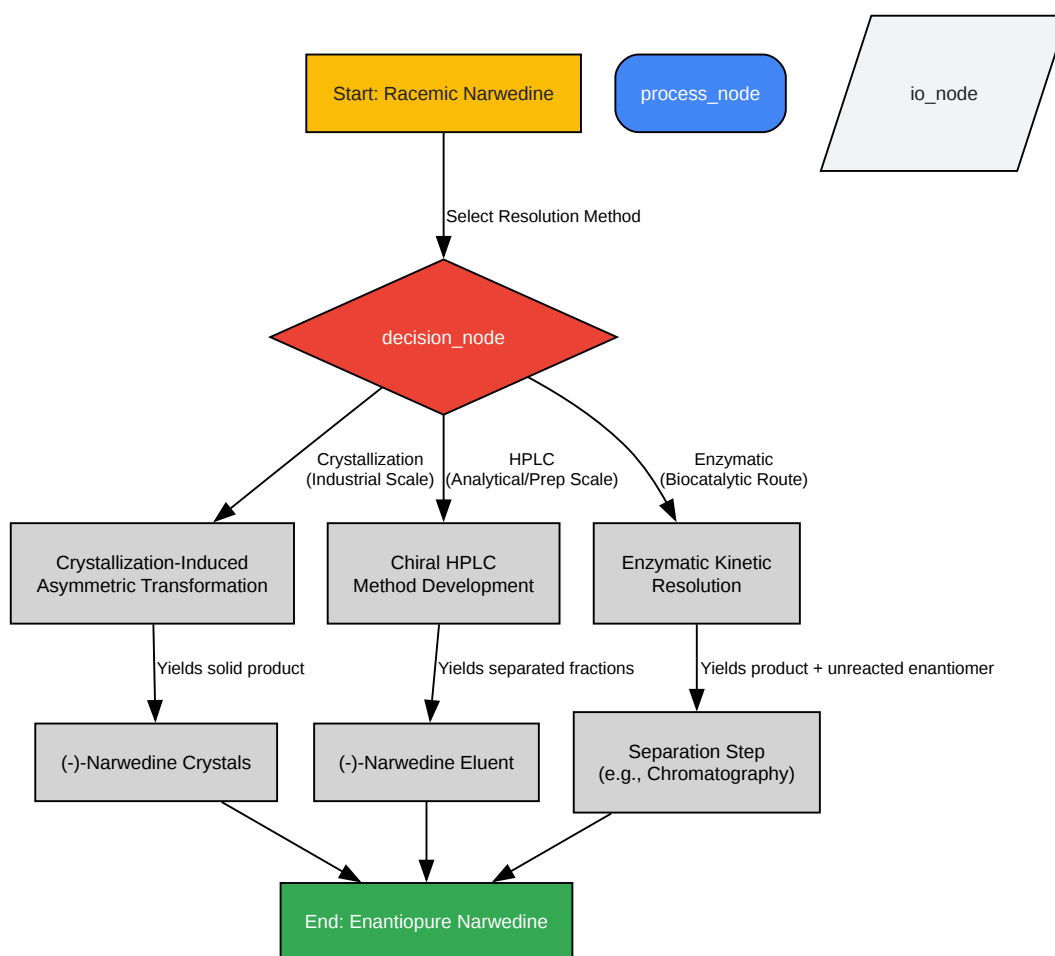 Start: Racemic Narwedine
process_node
io_node
Select Resolution Method
decision_node
Crystallization
(Industrial Scale)
HPLC
(Analytical/Prep Scale)
Enzymatic
(Biocatalytic Route)
Crystallization-Induced
Asymmetric Transformation
Chiral HPLC
Method Development
Enzymatic Kinetic
Resolution
Yields solid product
Yields separated fractions
Yields product + unreacted enantiomer
(-)-Narwedine Crystals
(-)-Narwedine Eluent
Separation Step
(e.g., Chromatography)
End: Enantiopure Narwedine